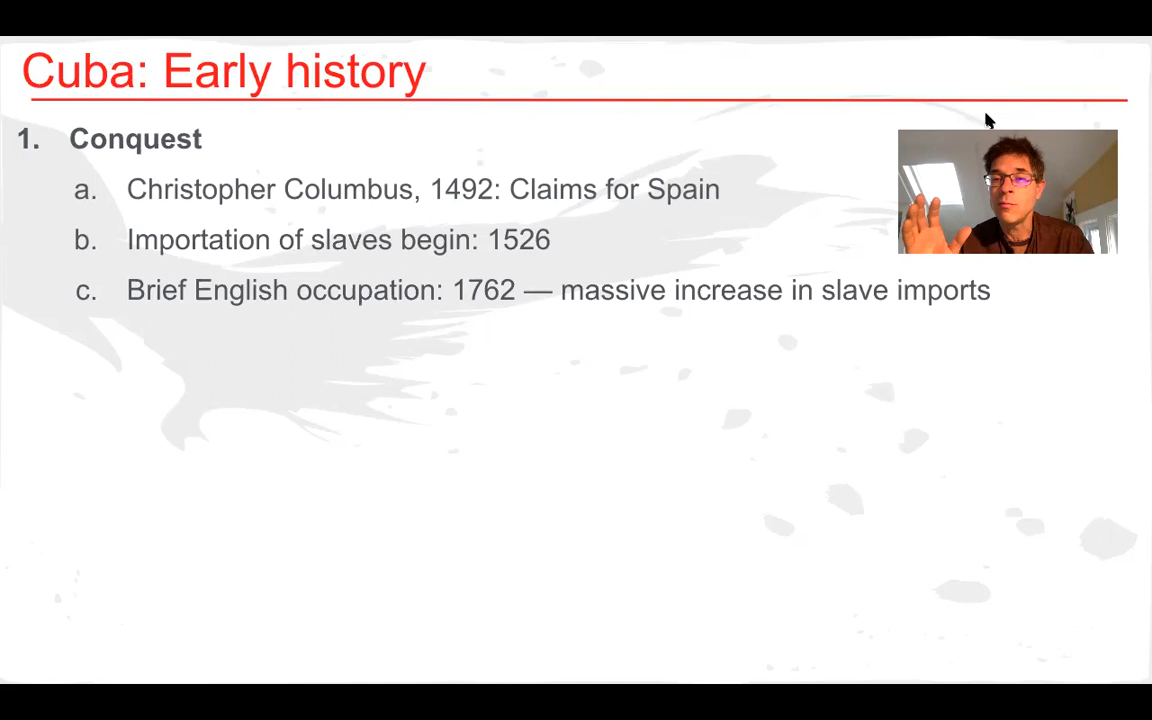 Cuba: Early history
1. Conquest
a. Christopher Columbus, 1492: Claims for Spain
b. Importation of slaves begin: 1526
c. Brief English occupation: 1762 — massive increase in slave imports